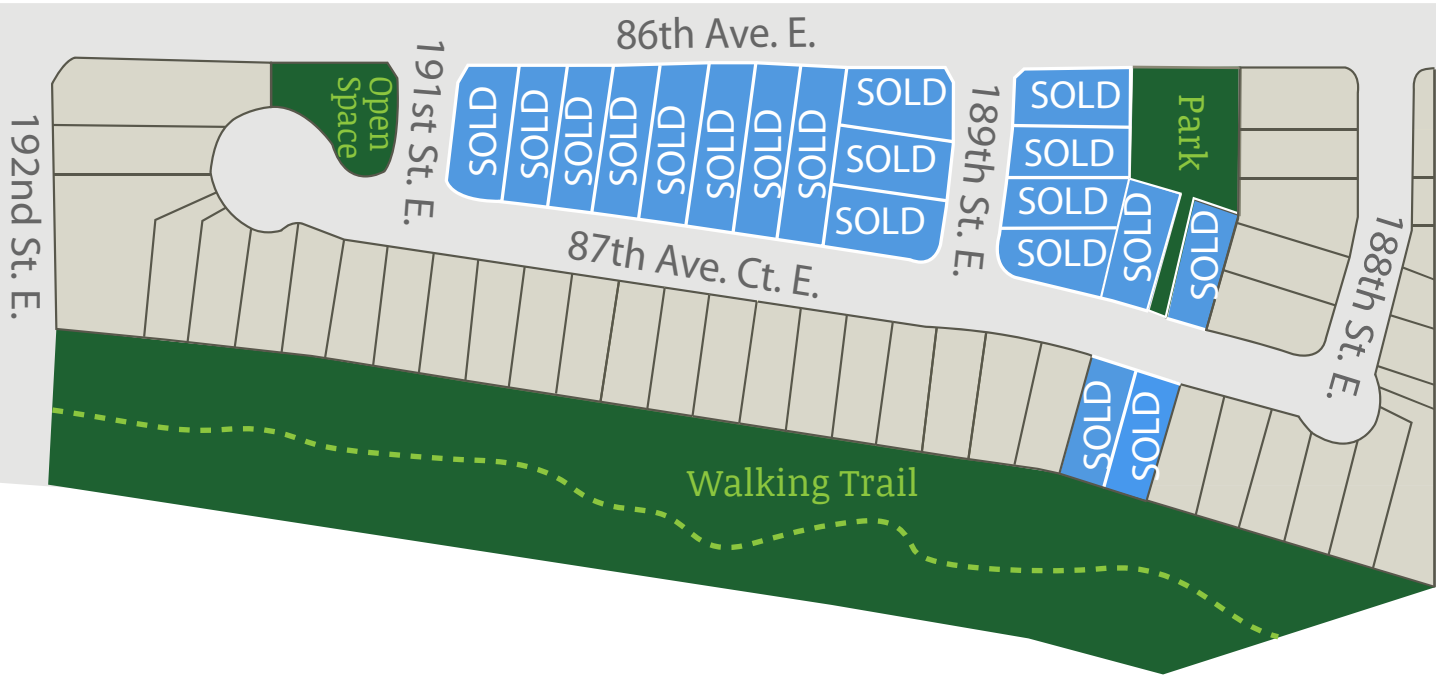 86th Ave. E.
192nd St. E.
Open
Space
191st St. E.
SOLD
SOLD
SOLD
SOLD
SOLD
SOLD
SOLD
SOLD
SOLD
SOLD
SOLD
189th St. E.
SOLD
SOLD
SOLD
SOLD
SOLD
Park
SOLD
188th St. E.
87th Ave. Ct. E.
SOLD
SOLD
Walking Trail